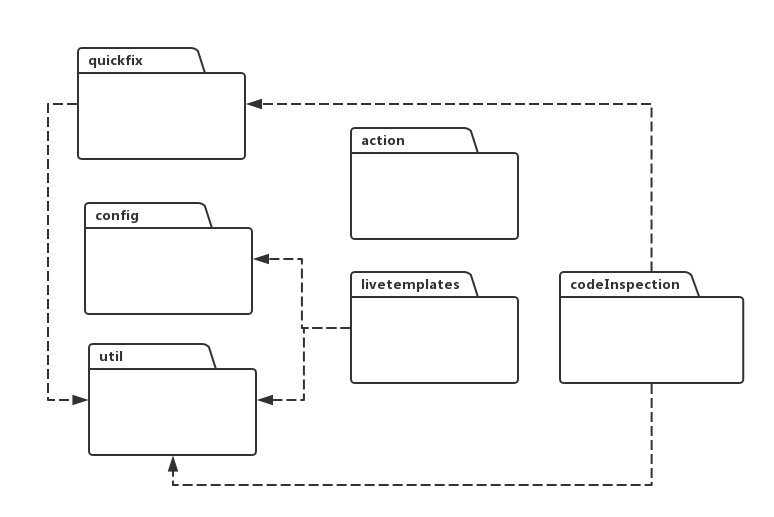 quickfix
action
config
livetemplates
codeInspection
util